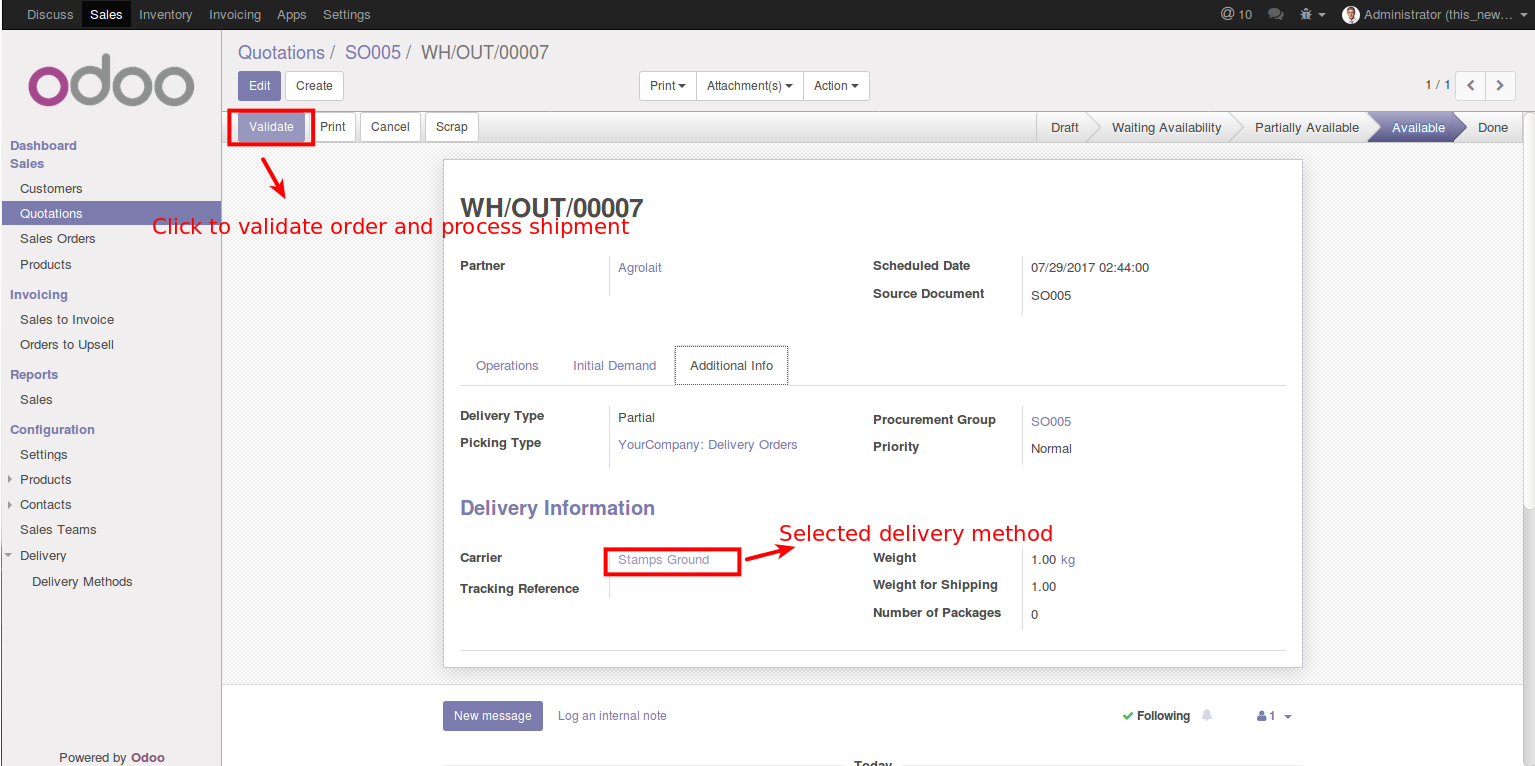 Discuss Sales Inventory Invoicing Apps Settings @ 10 Administrator (this_new...
odoo
Quotations / SO005 / WH/OUT/00007
Edit Create Print Attachment(s) Action 1 / 1
Validate Print Cancel Scrap Draft Waiting Availability Partially Available Available Done
Dashboard
Sales
Customers
Quotations
Sales Orders
Products
Invoicing
Sales to Invoice
Orders to Upsell
Reports
Sales
Configuration
Settings
Products
Contacts
Sales Teams
Delivery
Delivery Methods
Powered by Odoo
WH/OUT/00007
Click to validate order and process shipment
Partner Agrolait Scheduled Date 07/29/2017 02:44:00
Source Document SO005
Operations Initial Demand Additional Info
Delivery Type Partial Procurement Group SO005
Picking Type YourCompany: Delivery Orders Priority Normal
Delivery Information
Selected delivery method
Carrier Stamps Ground Weight 1.00 kg
Tracking Reference Weight for Shipping 1.00
Number of Packages 0
New message Log an internal note Following 1
Today